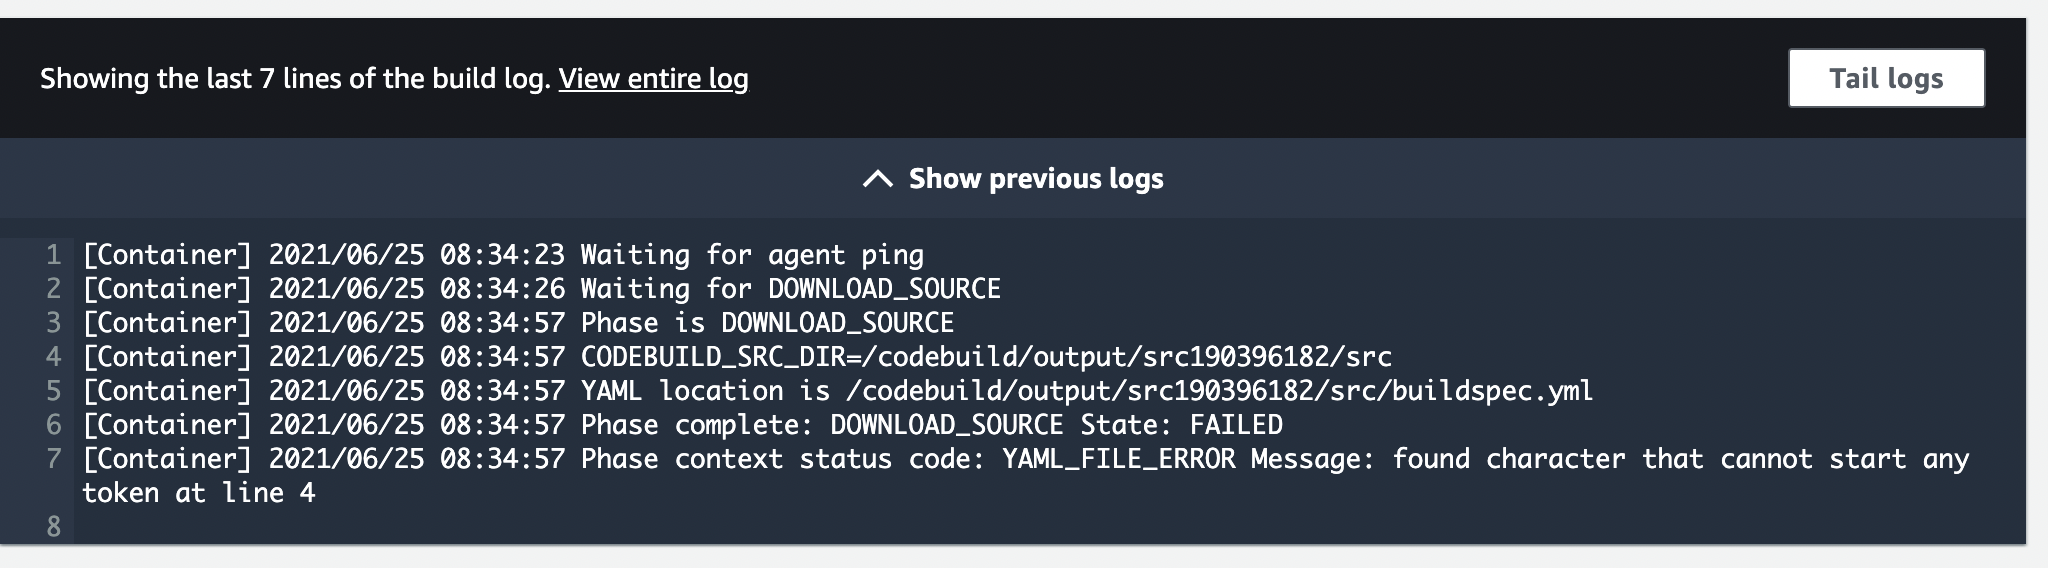 Showing the last 7 lines of the build log. View entire log
Tail logs
Show previous logs
1 [Container] 2021/06/25 08:34:23 Waiting for agent ping
2 [Container] 2021/06/25 08:34:26 Waiting for DOWNLOAD_SOURCE
3 [Container] 2021/06/25 08:34:57 Phase is DOWNLOAD_SOURCE
4 [Container] 2021/06/25 08:34:57 CODEBUILD_SRC_DIR=/codebuild/output/src190396182/src
5 [Container] 2021/06/25 08:34:57 YAML location is /codebuild/output/src190396182/src/buildspec.yml
6 [Container] 2021/06/25 08:34:57 Phase complete: DOWNLOAD_SOURCE State: FAILED
7 [Container] 2021/06/25 08:34:57 Phase context status code: YAML_FILE_ERROR Message: found character that cannot start any
token at line 4
8